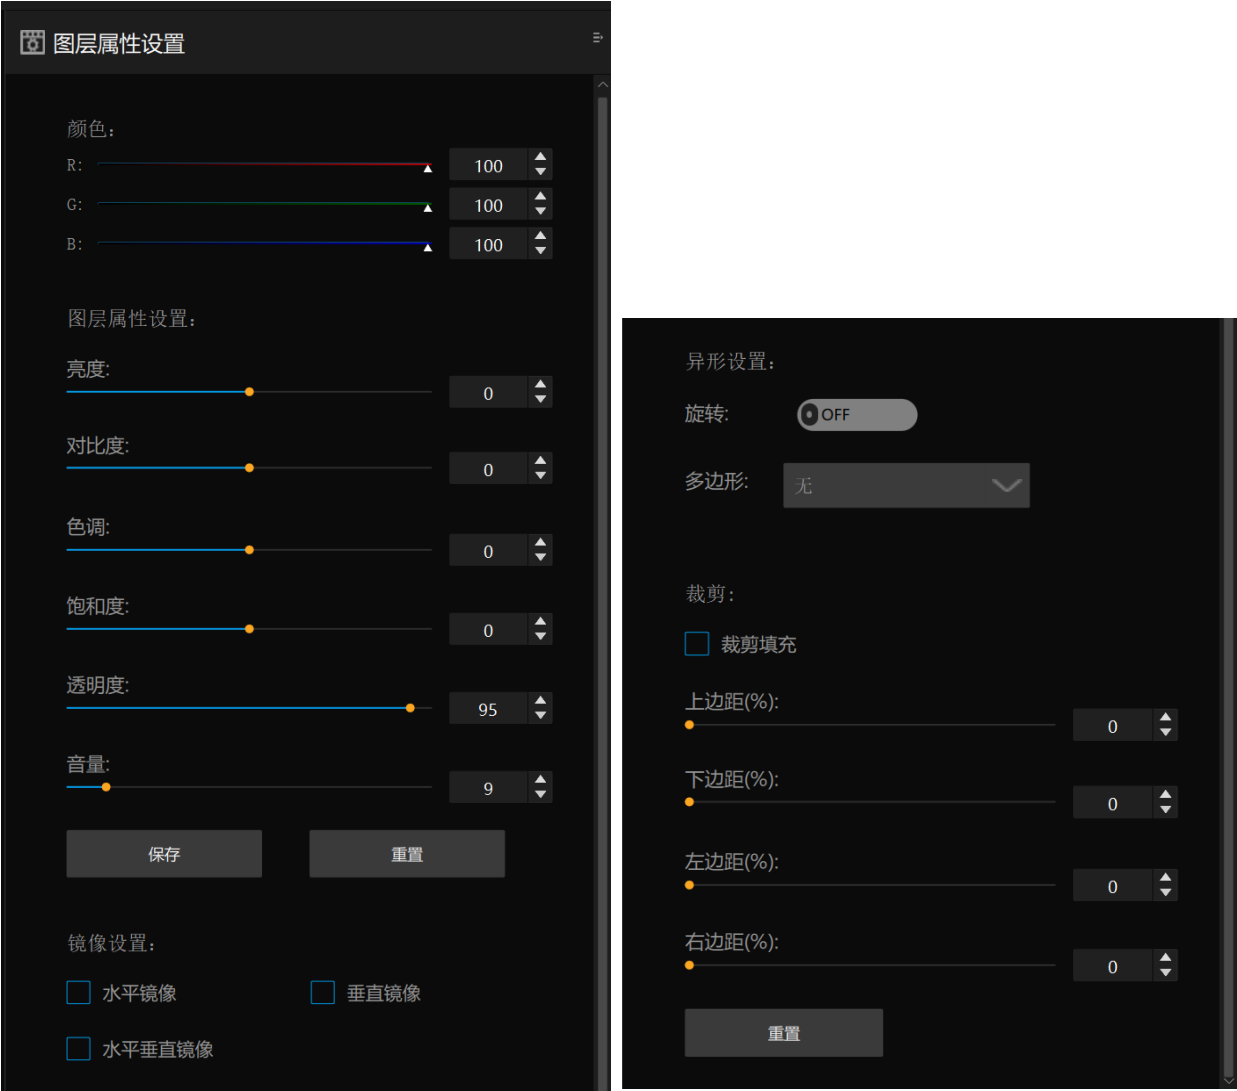 图层属性设置
颜色:
R: 100
G: 100
B: 100
图层属性设置:
亮度:
0
对比度:
0
色调:
0
饱和度:
0
透明度:
95
音量:
9
保存 重置
镜像设置:
水平镜像 垂直镜像
水平垂直镜像
异形设置:
旋转: OFF
多边形: 无
裁剪:
裁剪填充
上边距(%):
0
下边距(%):
0
左边距(%):
0
右边距(%):
0
重置